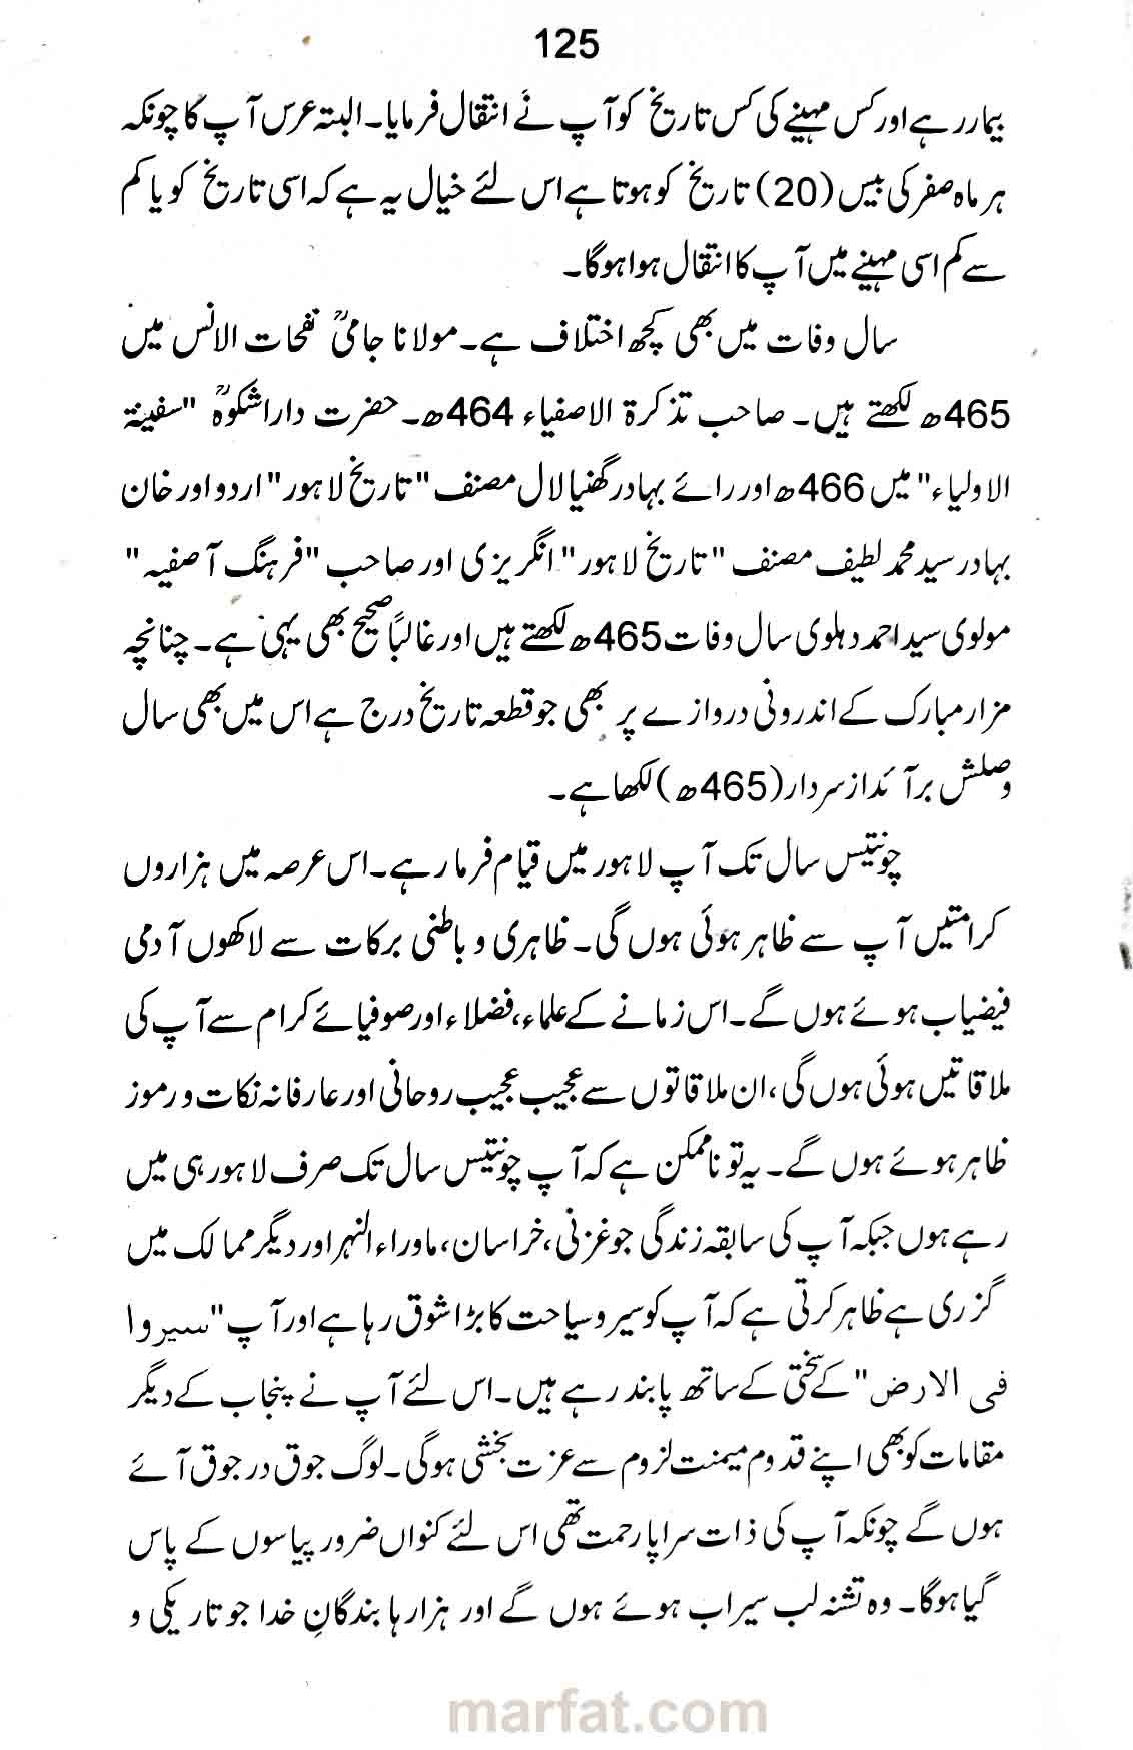 125
بیمار رہے اور کس مہینے کی کس تاریخ کو آپ نے انتقال فرمایا۔ البتہ عرس آپ کا چونکہ
ہر ماہ صفر کی بیس (20) تاریخ کو ہوتا ہے اس لئے خیال یہ ہے کہ اسی تاریخ کو یا کم
سے کم اسی مہینے میں آپ کا انتقال ہوا ہوگا۔
سال وفات میں بھی کچھ اختلاف ہے۔ مولانا جامیؒ نفحات الانس میں
465ھ لکھتے ہیں۔ صاحب تذکرۃ الاصفیاء 464ھ۔ حضرت داراشکوہؒ "سفینۃ
الاولیاء" میں 466ھ اور رائے بہادر گھنیا لال مصنف "تاریخ لاہور" اردو اور خان
بہادر سید محمد لطیف مصنف "تاریخ لاہور" انگریزی اور صاحب "فرہنگ آصفیہ"
مولوی سید احمد دہلوی سال وفات 465ھ لکھتے ہیں اور غالباً صحیح بھی یہی ہے۔ چنانچہ
مزار مبارک کے اندرونی دروازے پر بھی جو قطعہ تاریخ درج ہے اس میں بھی سال
وصلش برآئد از سردار (465ھ) لکھا ہے۔
چونتیس سال تک آپ لاہور میں قیام فرما رہے۔ اس عرصہ میں ہزاروں
کرامتیں آپ سے ظاہر ہوئی ہوں گی۔ ظاہری و باطنی برکات سے لاکھوں آدمی
فیضیاب ہوئے ہوں گے۔ اس زمانے کے علماء، فضلاء اور صوفیائے کرام سے آپ کی
ملاقاتیں ہوئی ہوں گی، ان ملاقاتوں سے عجیب عجیب روحانی اور عارفانہ نکات و رموز
ظاہر ہوئے ہوں گے۔ یہ تو ناممکن ہے کہ آپ چونتیس سال تک صرف لاہور ہی میں
رہے ہوں جبکہ آپ کی سابقہ زندگی جو غزنی، خراسان، ماوراء النہر اور دیگر ممالک میں
گزری ہے ظاہر کرتی ہے کہ آپ کو سیر و سیاحت کا بڑا شوق رہا ہے اور آپ "سیروا
فی الارض" کے سختی کے ساتھ پابند رہے ہیں۔ اس لئے آپ نے پنجاب کے دیگر
مقامات کو بھی اپنے قدوم میمنت لزوم سے عزت بخشی ہوگی۔ لوگ جوق در جوق آئے
ہوں گے چونکہ آپ کی ذات سراپا رحمت تھی اس لئے کنواں ضرور پیاسوں کے پاس
گیا ہوگا۔ وہ تشنہ لب سیراب ہوئے ہوں گے اور ہزارہا بندگانِ خدا جو تاریکی و
marfat.com